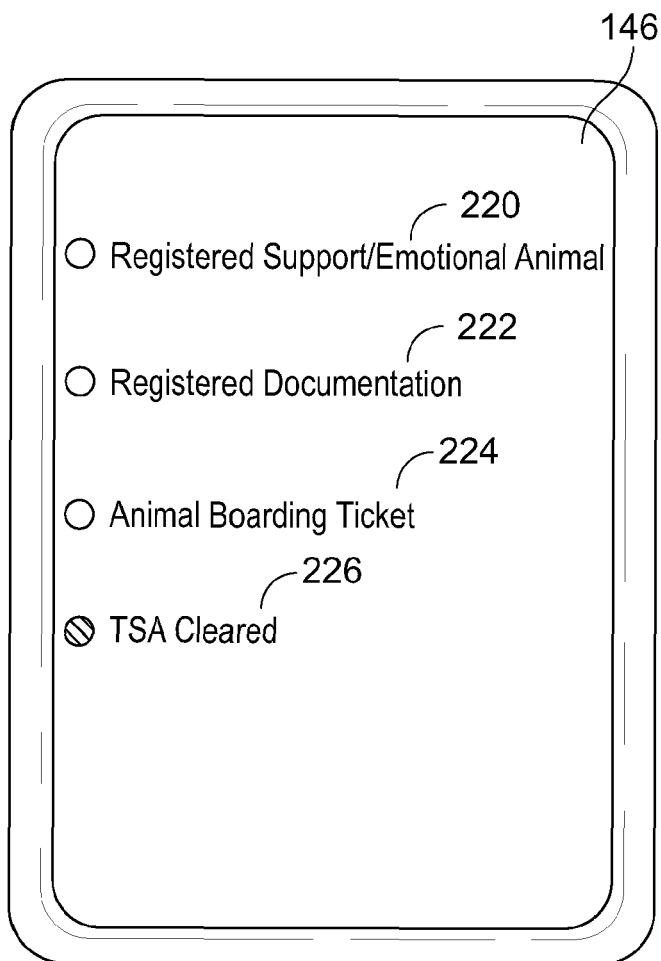 146
220
Registered Support/Emotional Animal
222
Registered Documentation
224
Animal Boarding Ticket
226
TSA Cleared